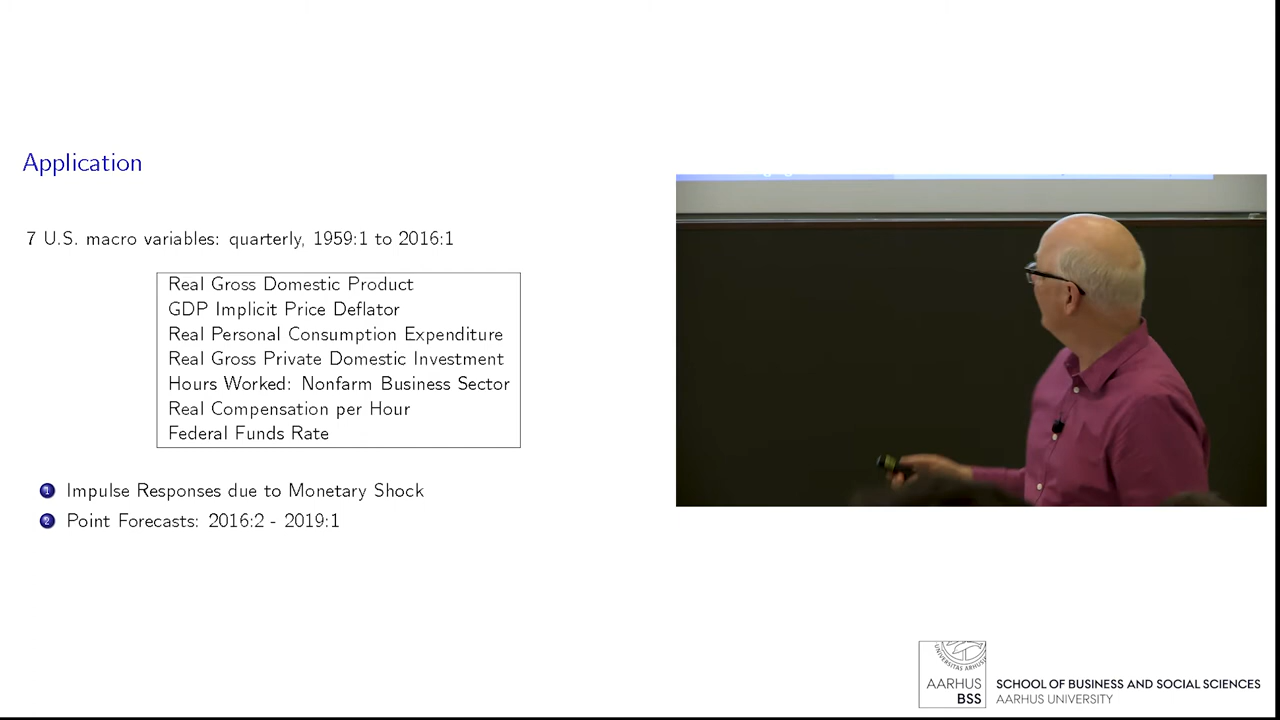 Application
7 U.S. macro variables: quarterly, 1959:1 to 2016:1
Real Gross Domestic Product
GDP Implicit Price Deflator
Real Personal Consumption Expenditure
Real Gross Private Domestic Investment
Hours Worked: Nonfarm Business Sector
Real Compensation per Hour
Federal Funds Rate
1 Impulse Responses due to Monetary Shock
2 Point Forecasts: 2016:2 - 2019:1
AARHUS
BSS
SCHOOL OF BUSINESS AND SOCIAL SCIENCES
AARHUS UNIVERSITY